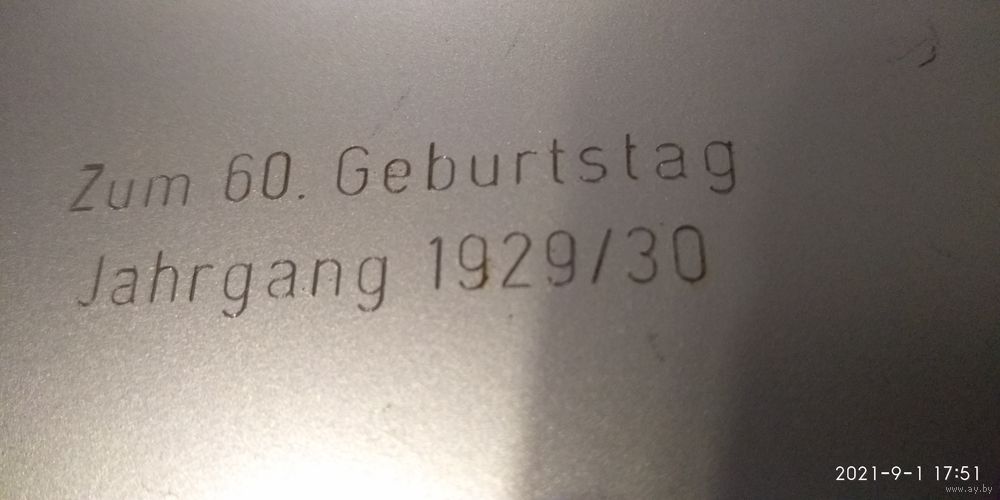 Zum 60. Geburtstag
Jahrgang 1929/30
2021-9-1 17:51
www.ay.by